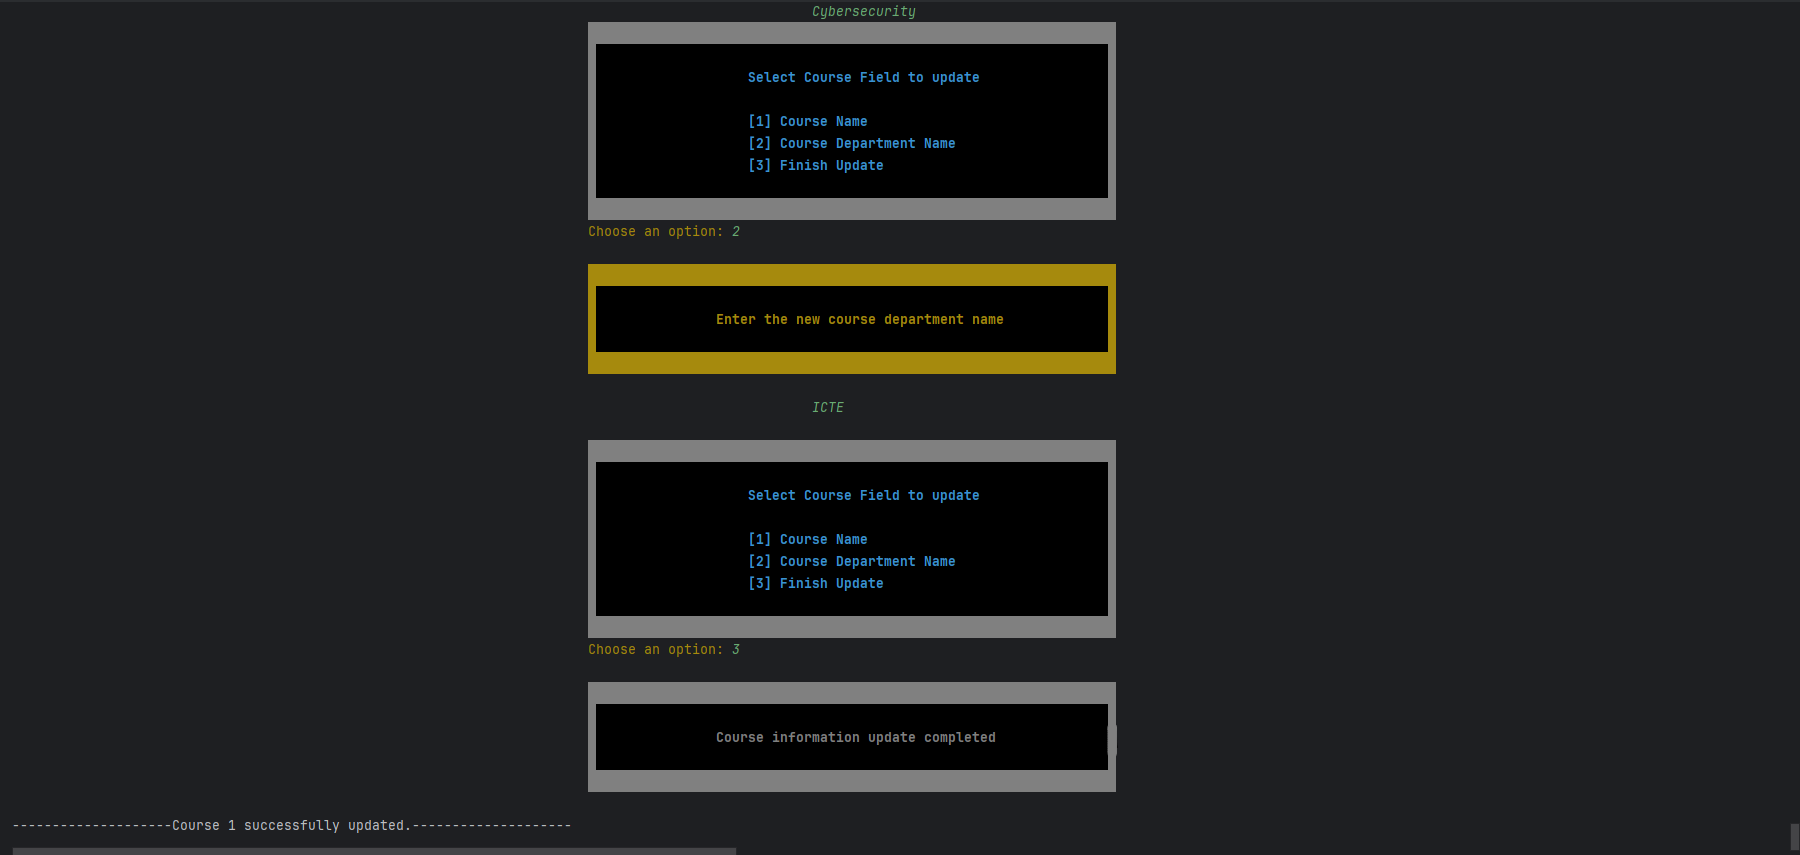 Cybersecurity
Select Course Field to update
[1] Course Name
[2] Course Department Name
[3] Finish Update
Choose an option: 2
Enter the new course department name
ICTE
Select Course Field to update
[1] Course Name
[2] Course Department Name
[3] Finish Update
Choose an option: 3
Course information update completed
--------------------Course 1 successfully updated.--------------------